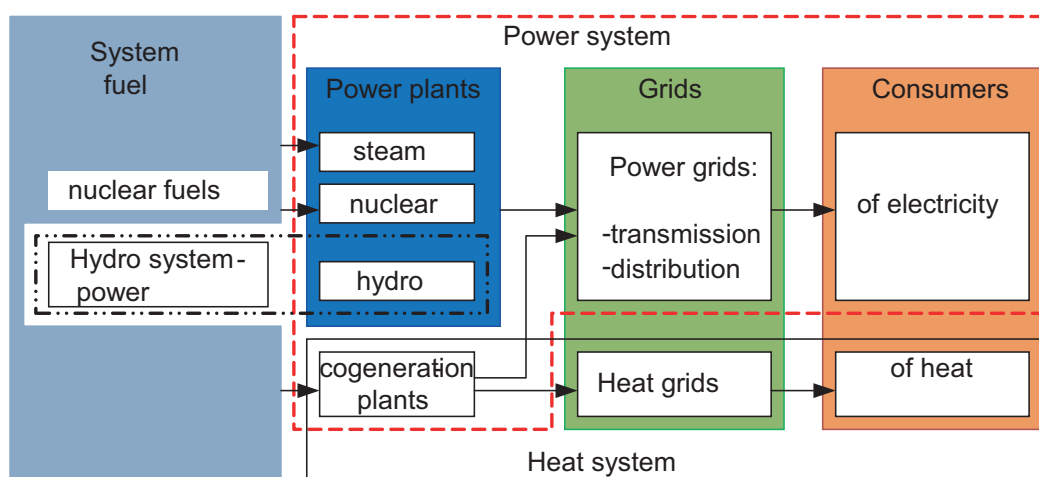 Power system
System
fuel
Power plants
Grids
Consumers
steam
nuclear fuels
nuclear
Hydro system-
power
hydro
Power grids:
-transmission
-distribution
of electricity
cogeneration
plants
Heat grids
of heat
Heat system